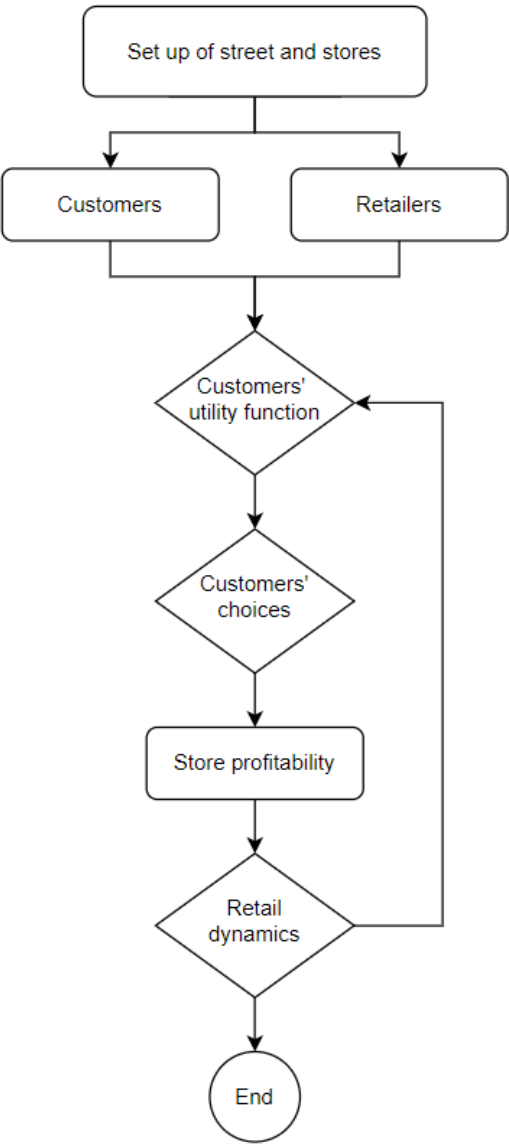 Set up of street and stores
Customers
Retailers
Customers'
utility function
Customers'
choices
Store profitability
Retail
dynamics
End